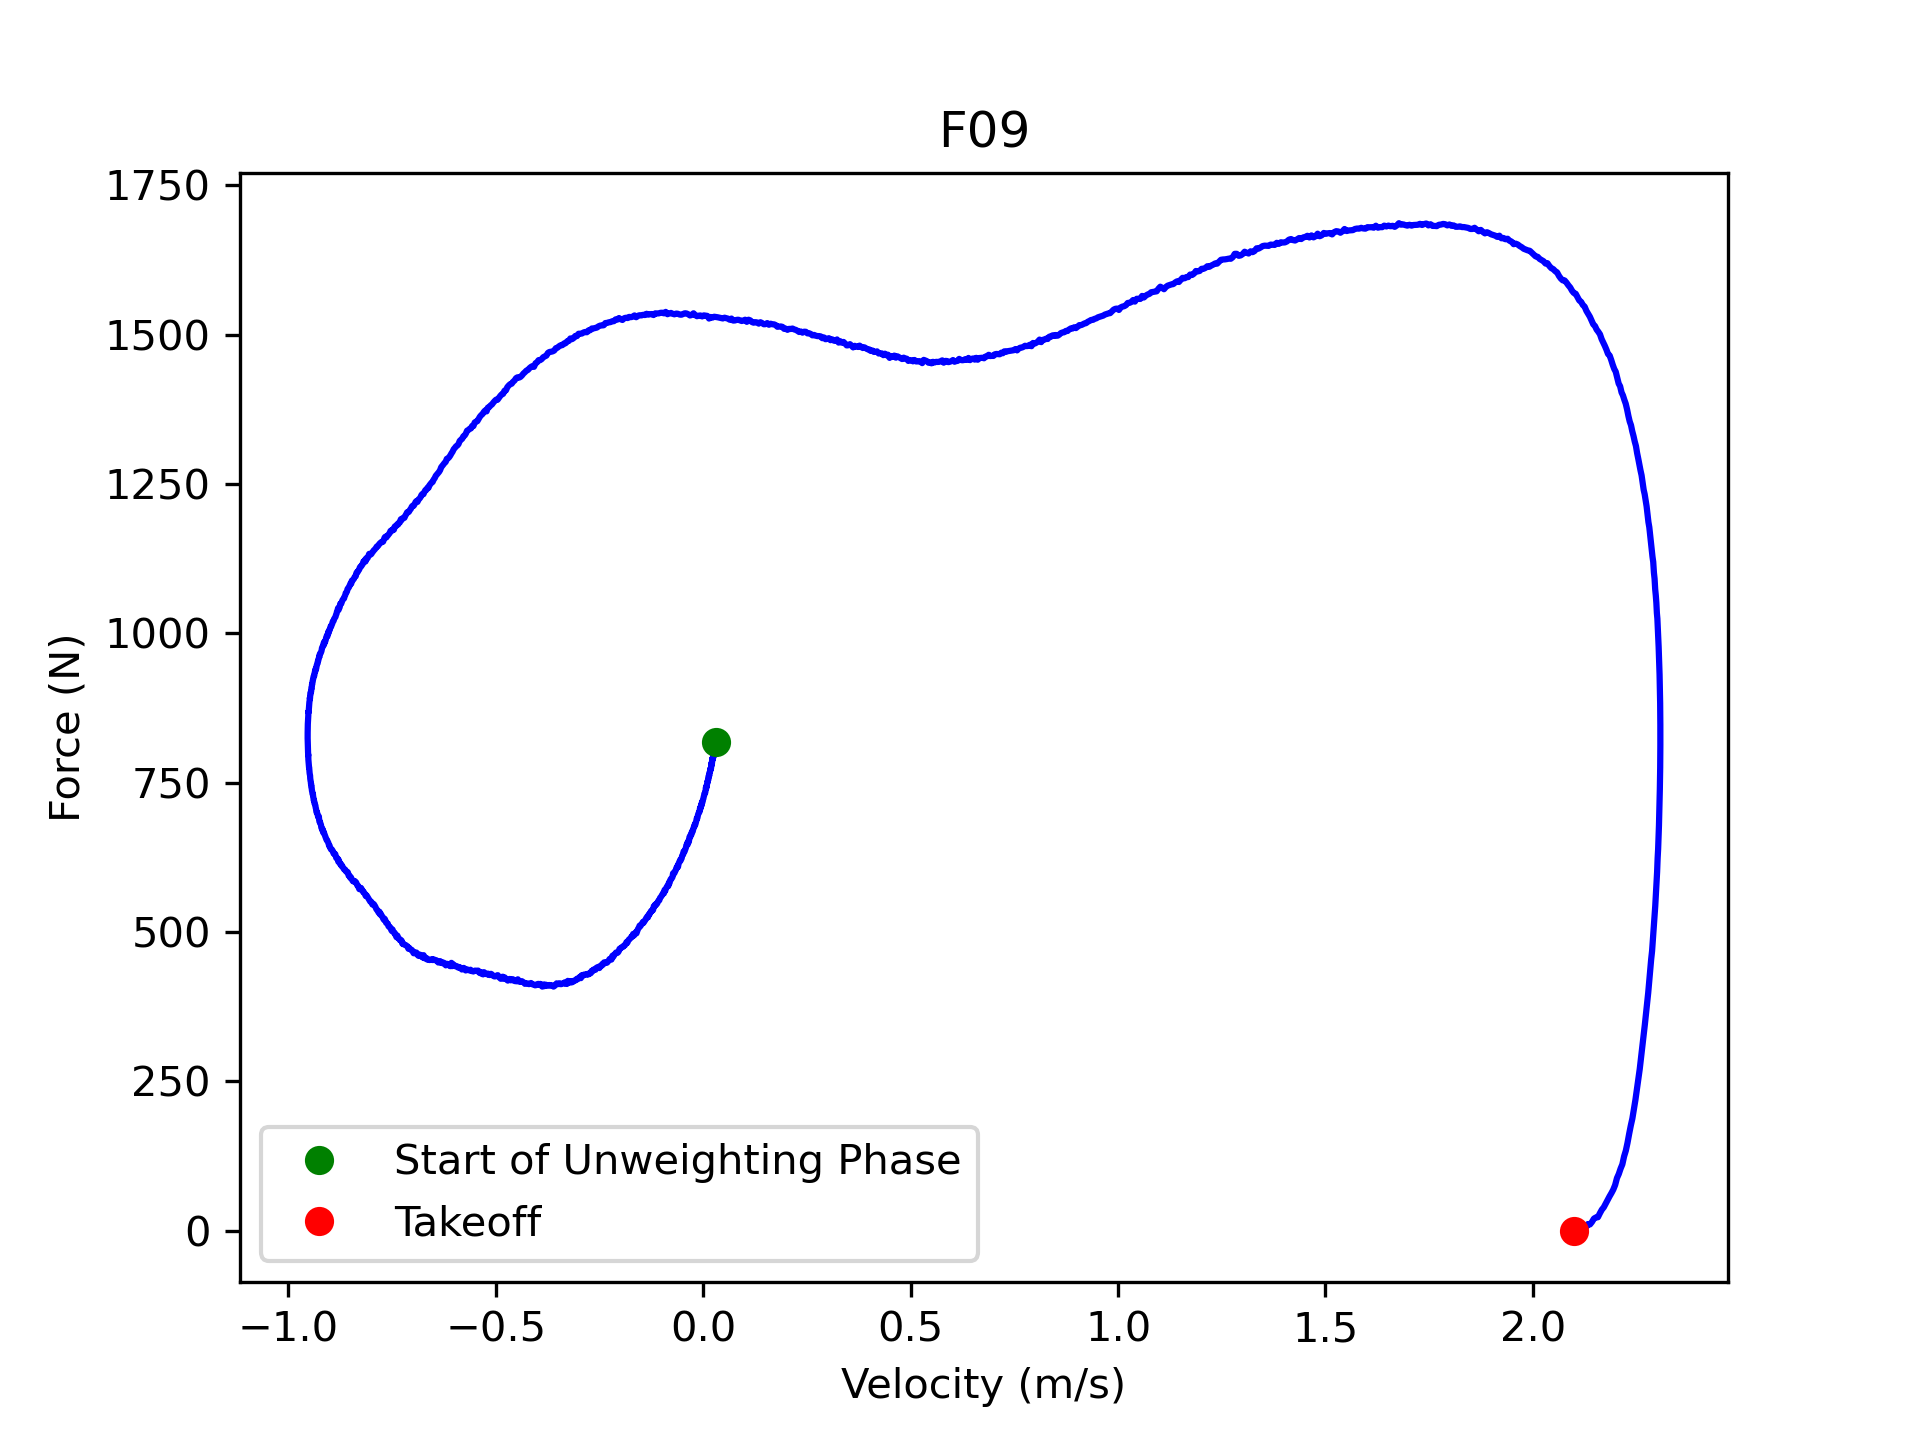 F09
1750
1500
1250
1000
750
500
250
0
Force (N)
Start of Unweighting Phase
Takeoff
−1.0 −0.5 0.0 0.5 1.0 1.5 2.0
Velocity (m/s)